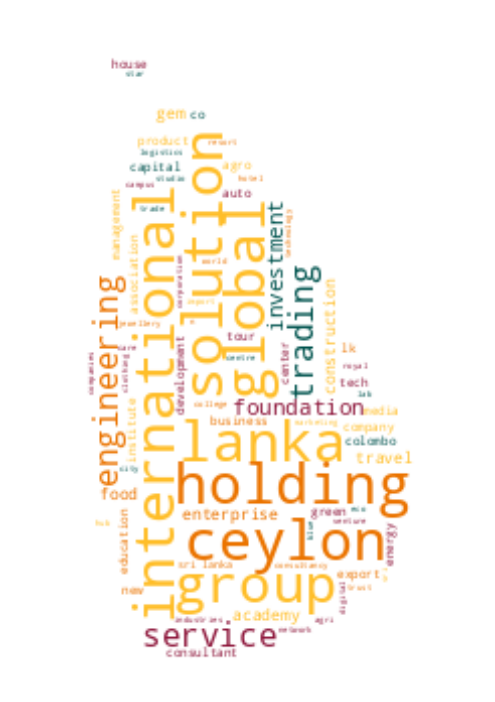 house
star
gem co
product resort
logistics
capital agro
studio hotel
campus
auto
management
trade
international
solution
global
investment
technology
association
corporation
world
import
engineering
trading
construction
jewellery
tour
care
centre
center
lk
royal
companies
clothing
development
tech
lab
college
foundation
media
institute
business
marketing
company
lanka
colombo
travel
city
holding
food
enterprise
green
eco
venture
education
blue
ceylon
energy
sri lanka
consultancy
export
new
group
trust
digital
academy
industries
agri
service
network
consultant